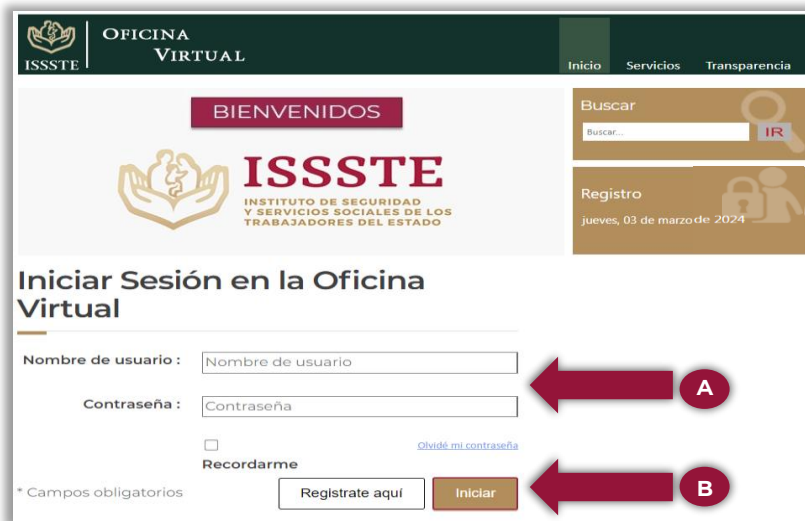 ISSSTE
OFICINA
VIRTUAL
Inicio Servicios Transparencia
BIENVENIDOS
ISSSTE
INSTITUTO DE SEGURIDAD
Y SERVICIOS SOCIALES DE LOS
TRABAJADORES DEL ESTADO
Buscar
Buscar... IR
Registro
jueves, 03 de marzo de 2024
Iniciar Sesión en la Oficina
Virtual
Nombre de usuario : Nombre de usuario
A
Contraseña : Contraseña
Olvidé mi contraseña
Recordarme
* Campos obligatorios Registrate aquí Iniciar
B